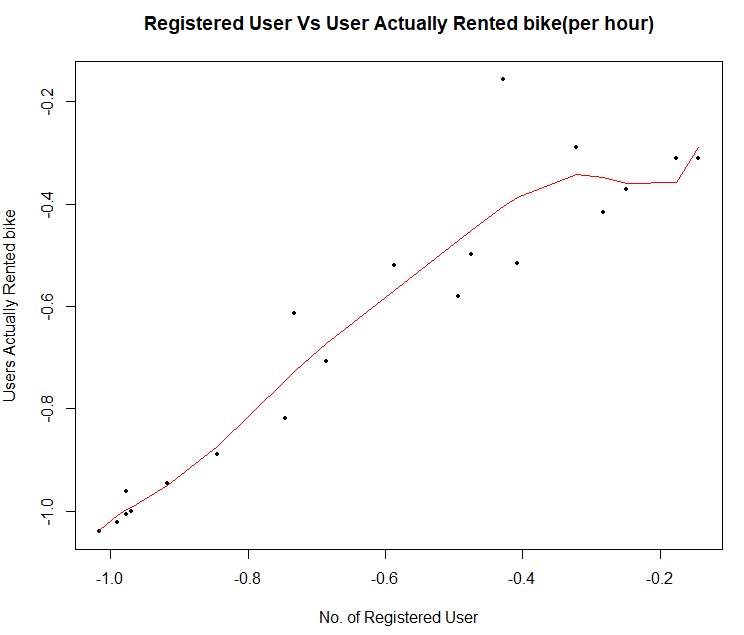 Registered User Vs User Actually Rented bike(per hour)
Users Actually Rented bike
-0.2
-0.4
-0.6
-0.8
-1.0
-1.0 -0.8 -0.6 -0.4 -0.2
No. of Registered User